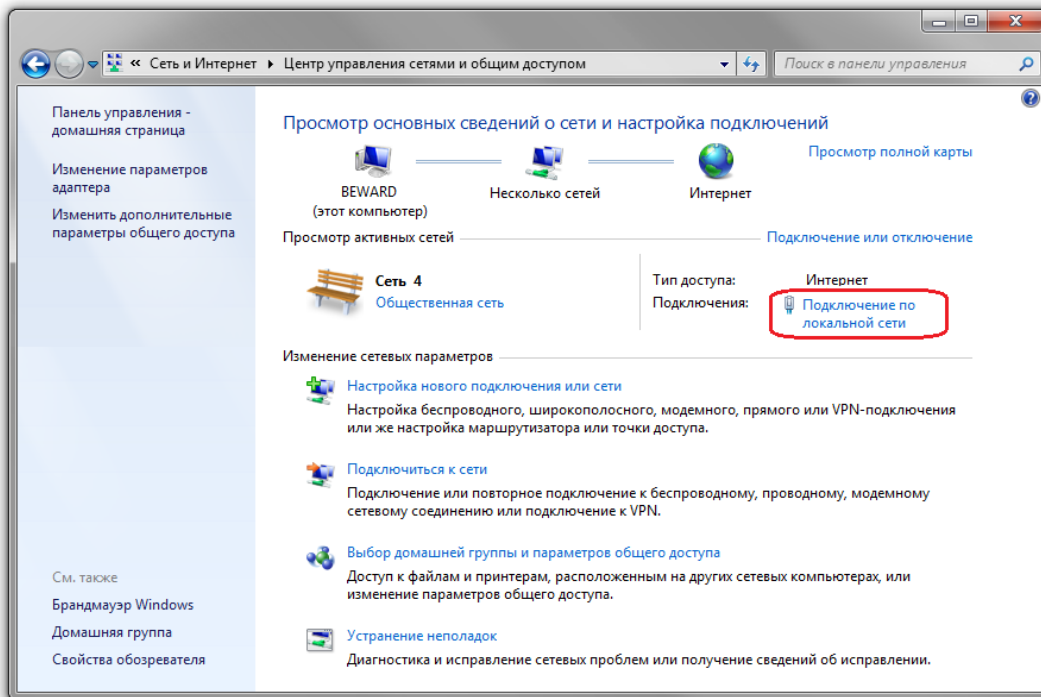 « Сеть и Интернет ▸ Центр управления сетями и общим доступом
Поиск в панели управления
Панель управления -
домашняя страница
Изменение параметров
адаптера
Изменить дополнительные
параметры общего доступа
См. также
Брандмауэр Windows
Домашняя группа
Свойства обозревателя
Просмотр основных сведений о сети и настройка подключений
Просмотр полной карты
BEWARD
(этот компьютер)
Несколько сетей
Интернет
Просмотр активных сетей
Подключение или отключение
Сеть 4
Общественная сеть
Тип доступа: Интернет
Подключения: Подключение по
локальной сети
Изменение сетевых параметров
Настройка нового подключения или сети
Настройка беспроводного, широкополосного, модемного, прямого или VPN-подключения
или же настройка маршрутизатора или точки доступа.
Подключиться к сети
Подключение или повторное подключение к беспроводному, проводному, модемному
сетевому соединению или подключение к VPN.
Выбор домашней группы и параметров общего доступа
Доступ к файлам и принтерам, расположенным на других сетевых компьютерах, или
изменение параметров общего доступа.
Устранение неполадок
Диагностика и исправление сетевых проблем или получение сведений об исправлении.